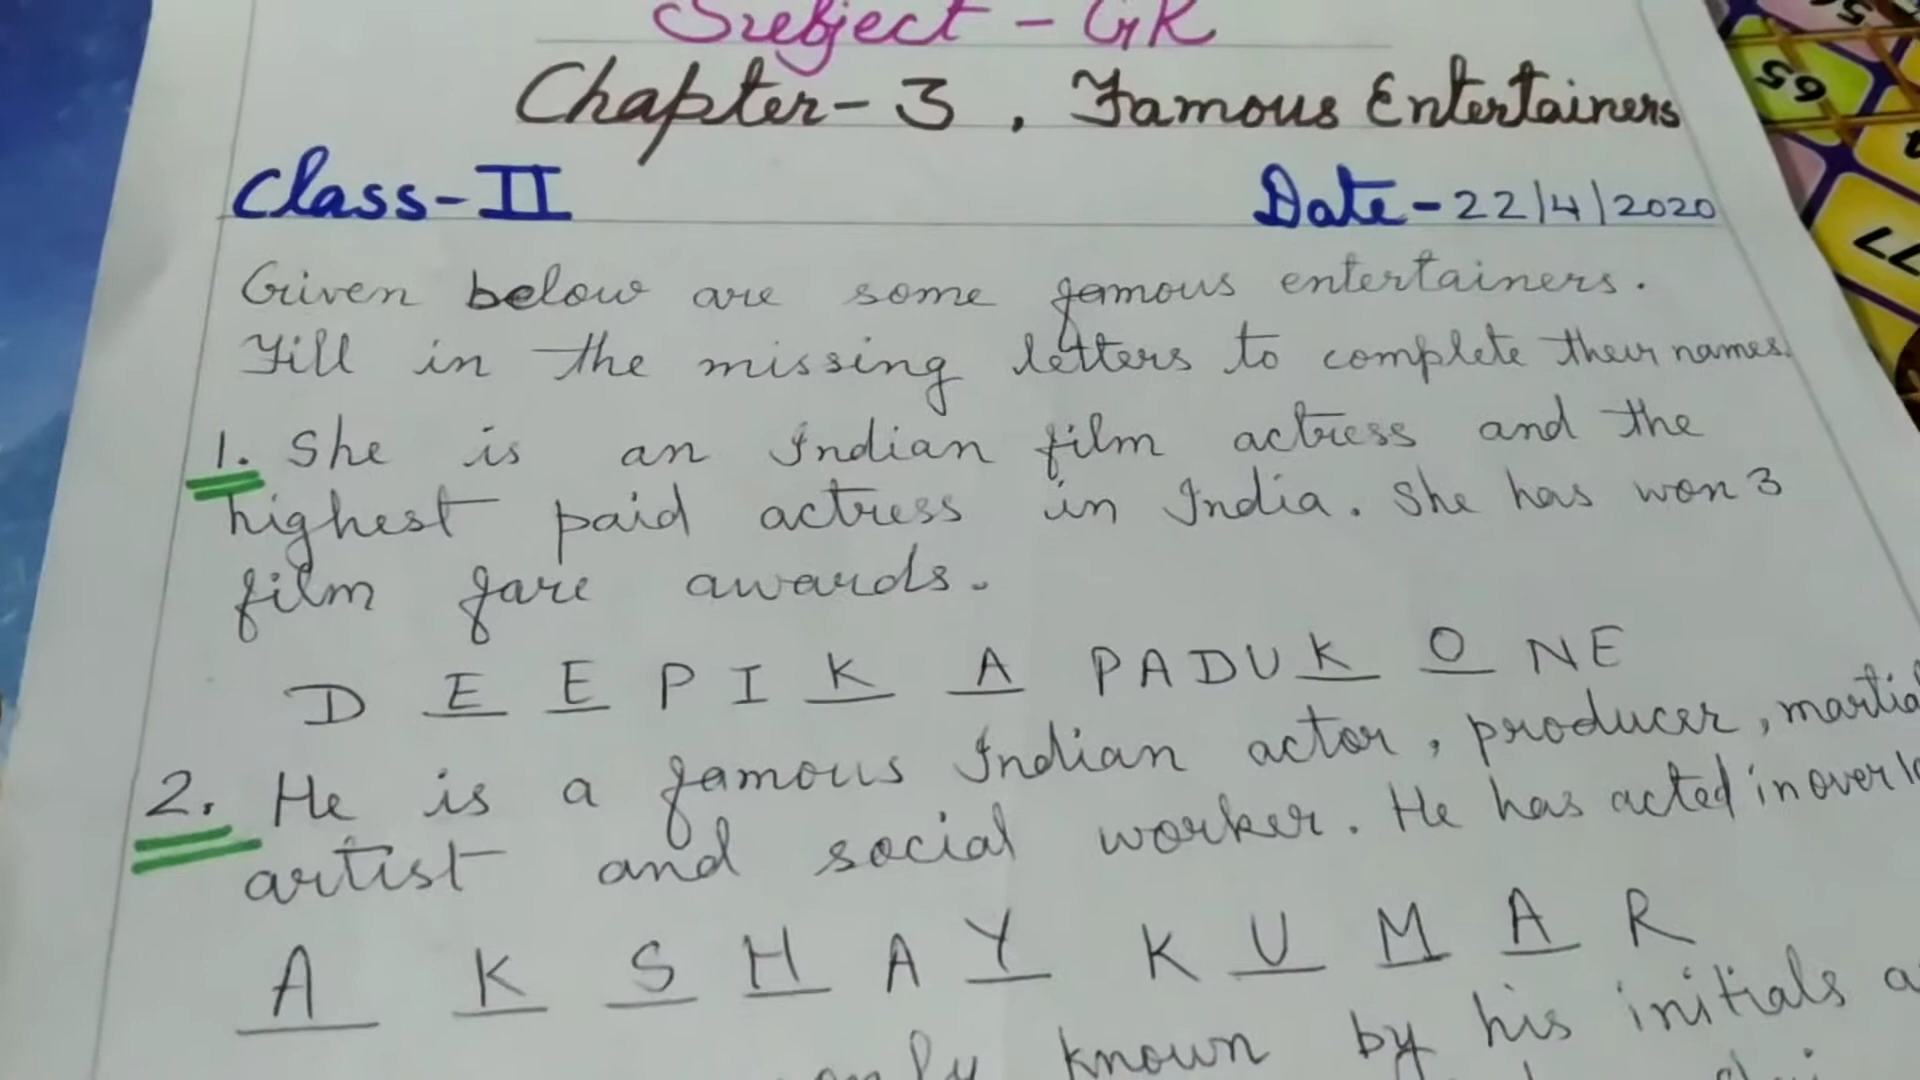 Subject - GK
Chapter-3, Famous Entertainers
Class-II Date-22/4/2020
Given below are some famous entertainers.
Fill in the missing letters to complete their names.
1. She is an Indian film actress and the
highest paid actress in India. She has won 3
film fare awards.
D E E P I K A PADUK O NE
2. He is a famous Indian actor, producer, martial
artist and social worker. He has acted in over
A K S H A Y K U M A R
known by his initials
65
77